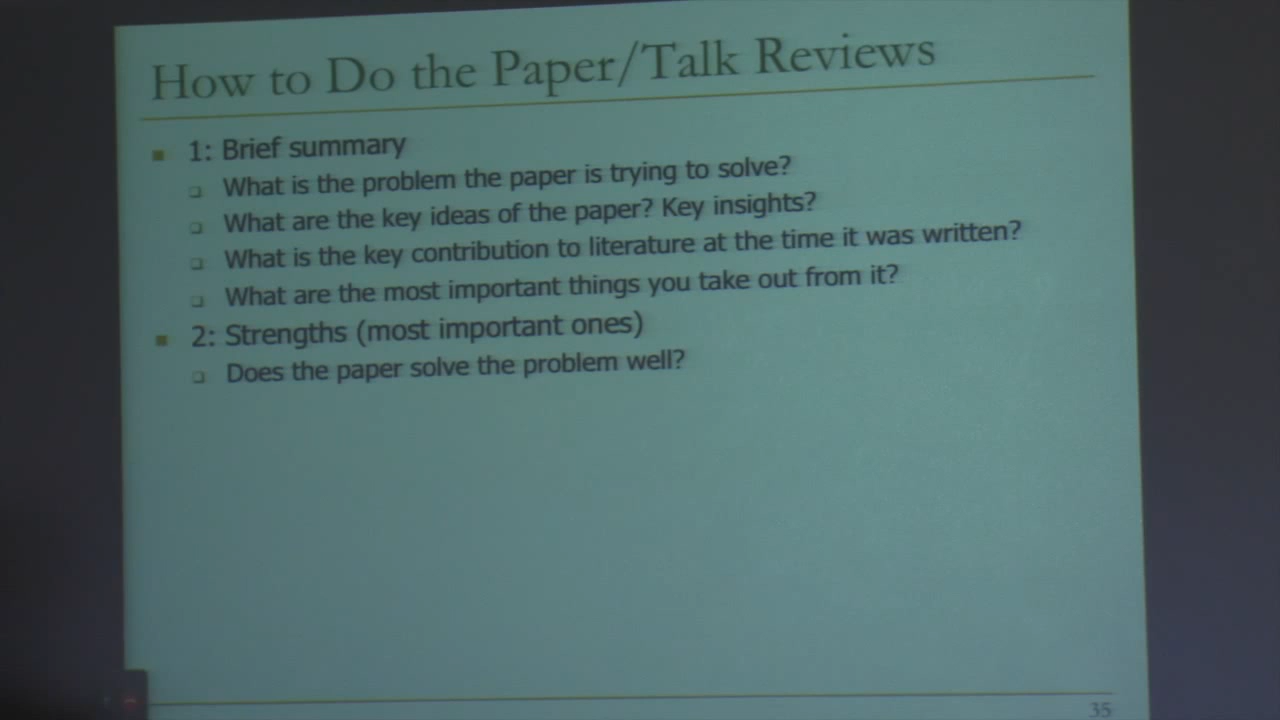 How to Do the Paper/Talk Reviews
1: Brief summary
What is the problem the paper is trying to solve?
What are the key ideas of the paper? Key insights?
What is the key contribution to literature at the time it was written?
What are the most important things you take out from it?
2: Strengths (most important ones)
Does the paper solve the problem well?
35